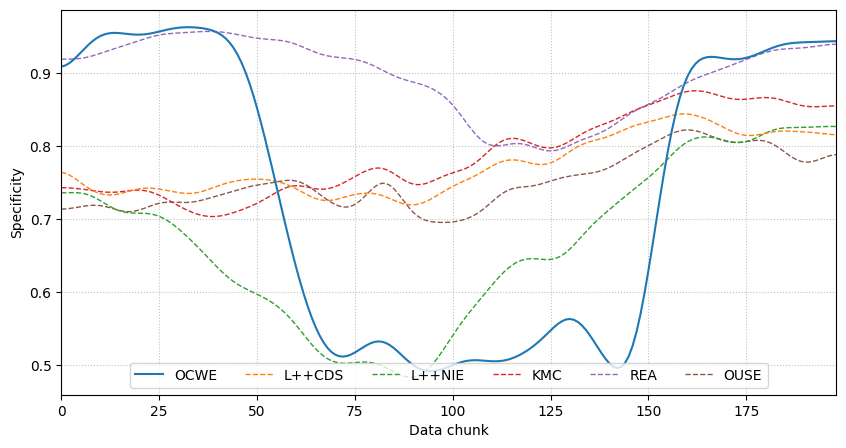 Specificity
0.9
0.8
0.7
0.6
0.5
OCWE L++CDS L++NIE KMC REA OUSE
0 25 50 75 100 125 150 175
Data chunk